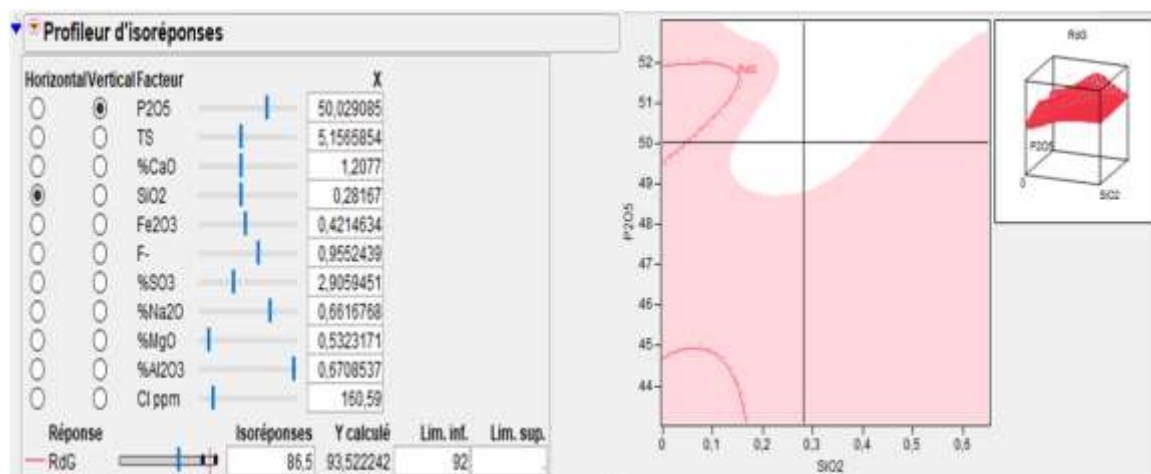 Profileur d'isoréponses
Horizontal Vertical Facteur X
P2O5 50,029085
TS 5,1565854
%CaO 1,2077
SiO2 0,28167
Fe2O3 0,4214634
F- 0,9552439
%SO3 2,9059451
%Na2O 0,6616768
%MgO 0,5323171
%Al2O3 0,6708537
Cl ppm 160,59
Réponse Isoréponses Y calculé Lim. inf. Lim. sup.
RdG 86,5 93,522242 92 .
52
51
50
49
48
47
46
45
44
P2O5
RdG
0 0,1 0,2 0,3 0,4 0,5 0,6
SiO2
RdG
P2O5
0
SiO2